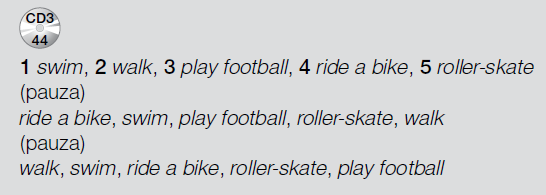 CD3
44
1 swim, 2 walk, 3 play football, 4 ride a bike, 5 roller-skate
(pauza)
ride a bike, swim, play football, roller-skate, walk
(pauza)
walk, swim, ride a bike, roller-skate, play football